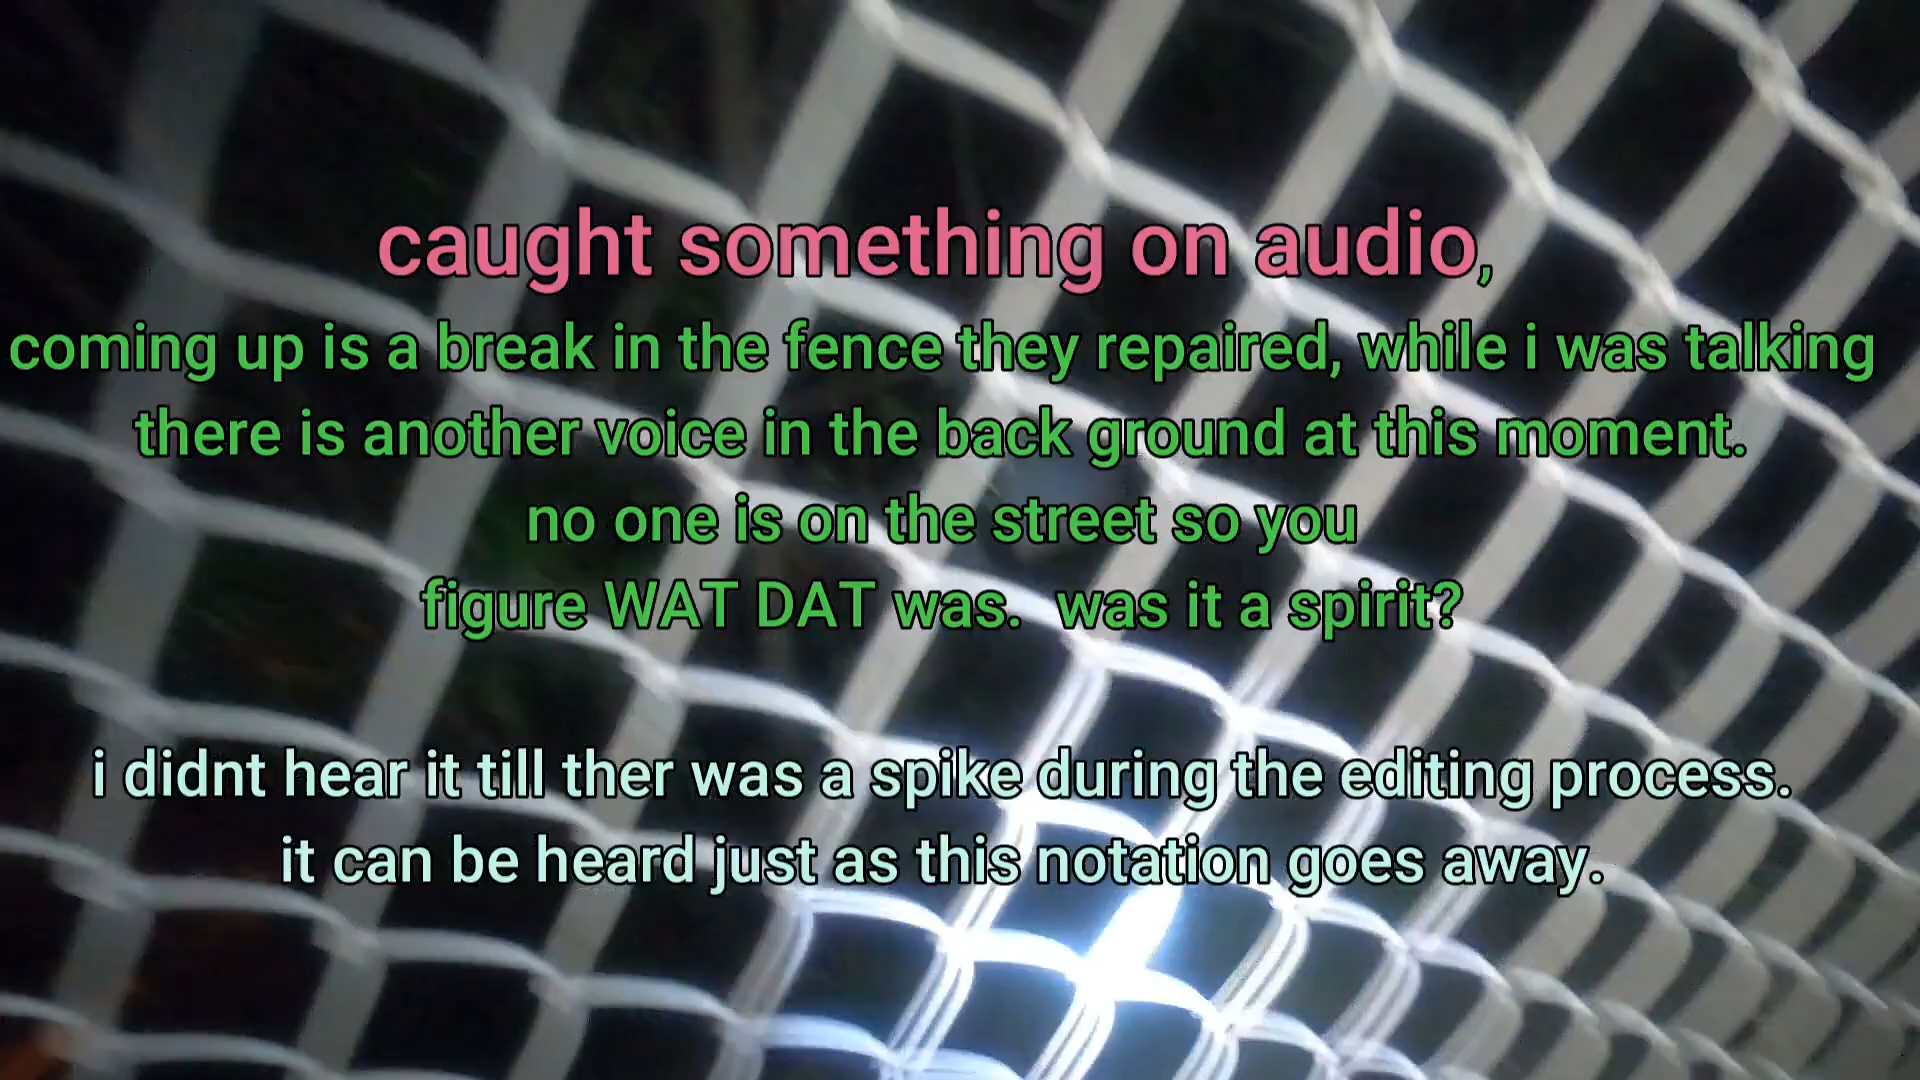 caught something on audio,
coming up is a break in the fence they repaired, while i was talking
there is another voice in the back ground at this moment.
no one is on the street so you
figure WAT DAT was.  was it a spirit?
i didnt hear it till ther was a spike during the editing process.
it can be heard just as this notation goes away.